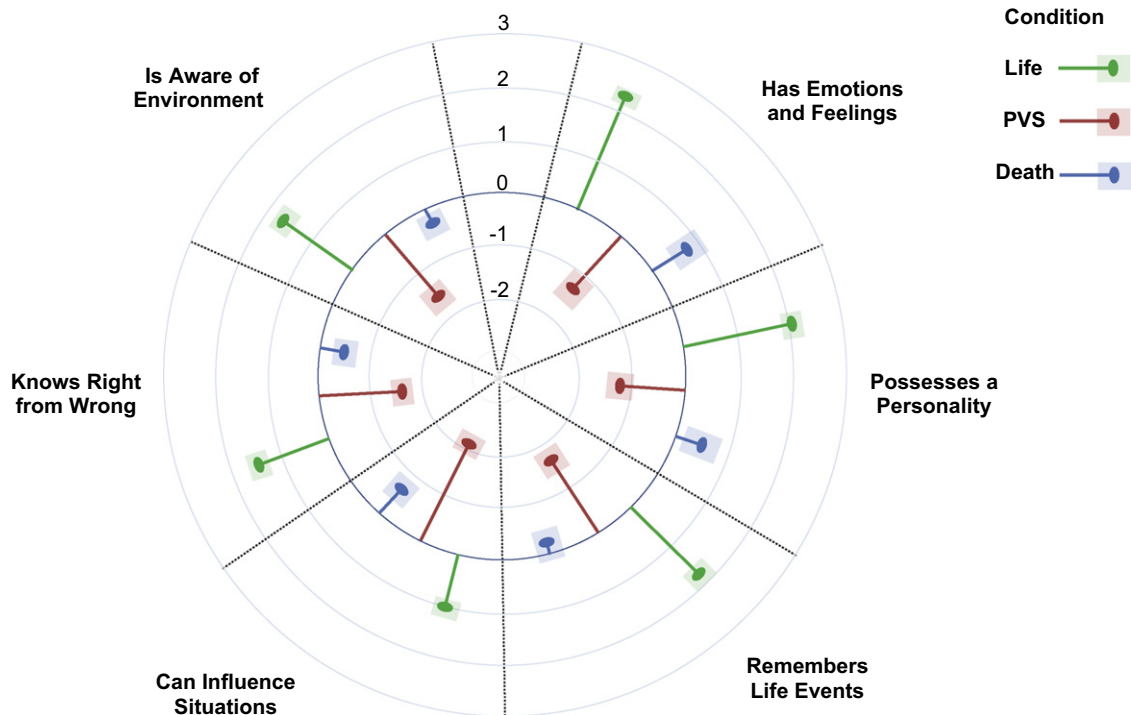 3
2
1
0
-1
-2
Condition
Life
PVS
Death
Is Aware of
Environment
Has Emotions
and Feelings
Knows Right
from Wrong
Possesses a
Personality
Can Influence
Situations
Remembers
Life Events